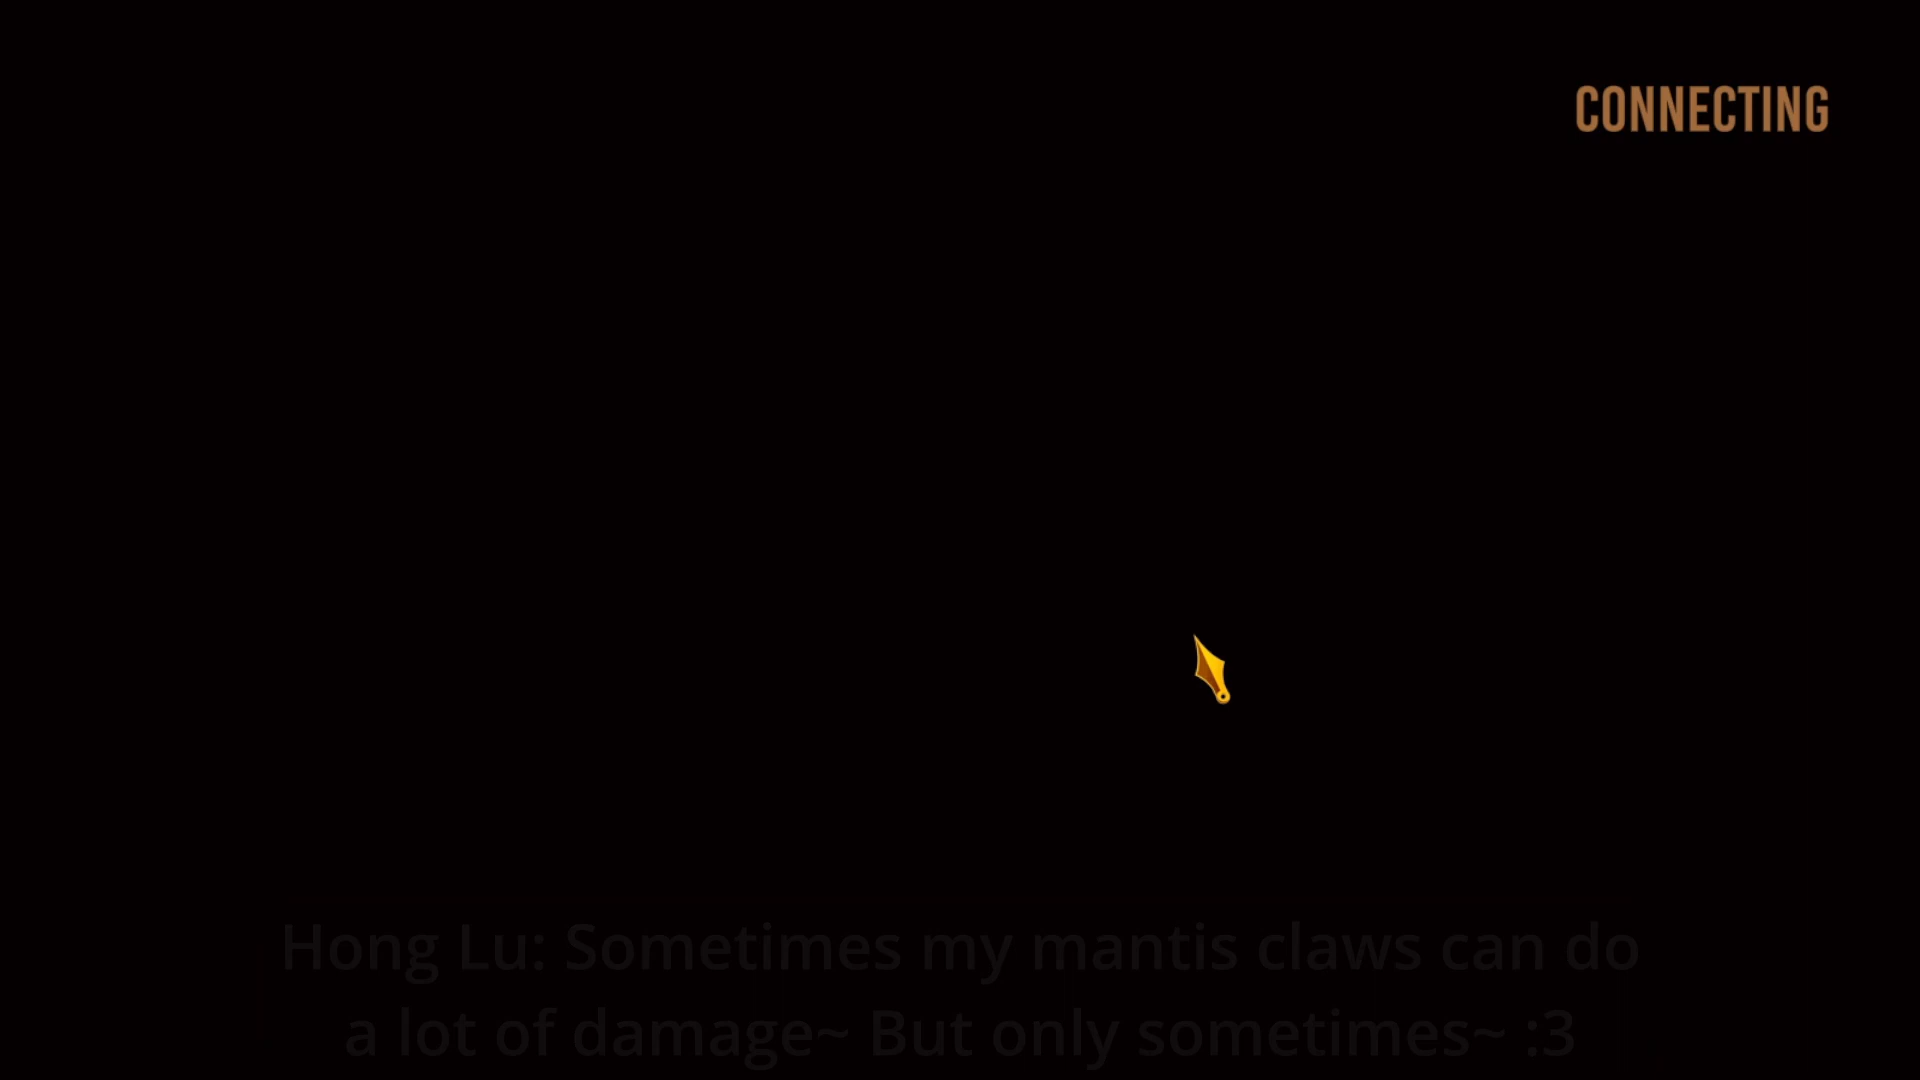 CONNECTING
Hong Lu: Sometimes my mantis claws can do
a lot of damage~ But only sometimes~ :3